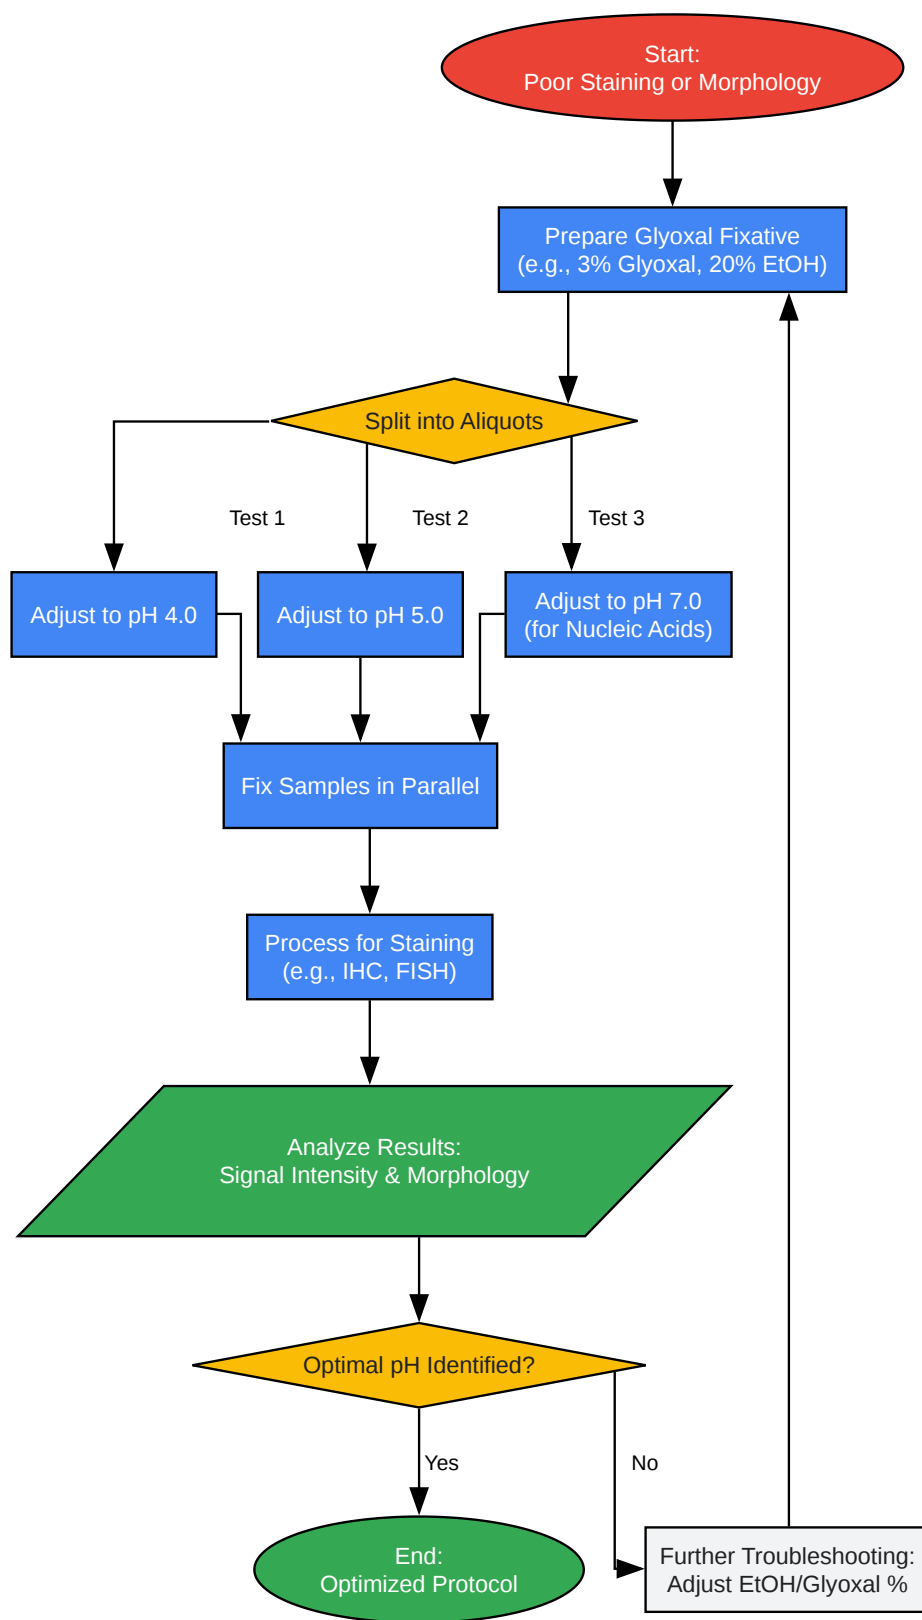 Start:
Poor Staining or Morphology
Prepare Glyoxal Fixative
(e.g., 3% Glyoxal, 20% EtOH)
Split into Aliquots
Test 1
Test 2
Test 3
Adjust to pH 4.0
Adjust to pH 5.0
Adjust to pH 7.0
(for Nucleic Acids)
Fix Samples in Parallel
Process for Staining
(e.g., IHC, FISH)
Analyze Results:
Signal Intensity & Morphology
Optimal pH Identified?
Yes
No
End:
Optimized Protocol
Further Troubleshooting:
Adjust EtOH/Glyoxal %